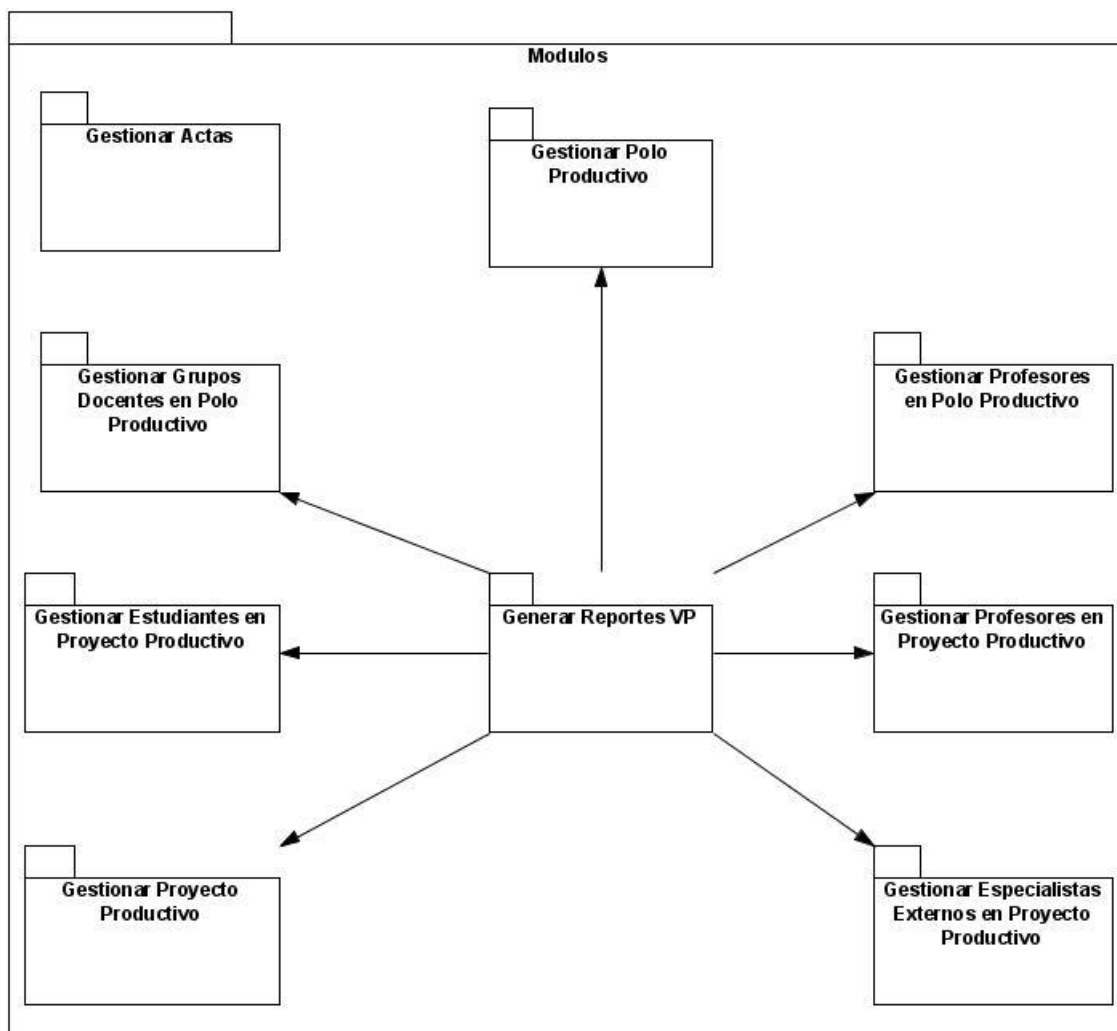 Modulos
Gestionar Actas
Gestionar Polo
Productivo
Gestionar Grupos
Docentes en Polo
Productivo
Gestionar Profesores
en Polo Productivo
Gestionar Estudiantes en
Proyecto Productivo
Generar Reportes VP
Gestionar Profesores en
Proyecto Productivo
Gestionar Proyecto
Productivo
Gestionar Especialistas
Externos en Proyecto
Productivo